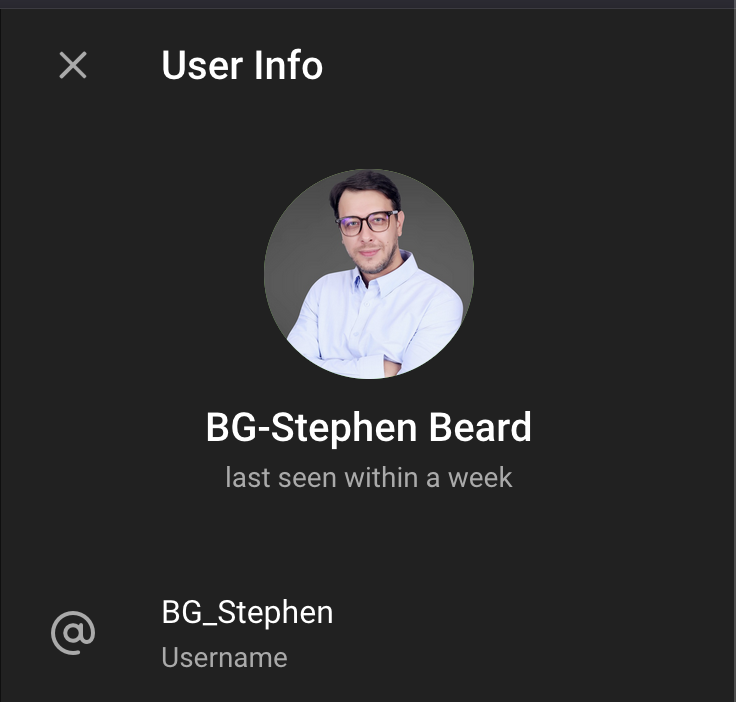 User Info
BG-Stephen Beard
last seen within a week
BG_Stephen
Username